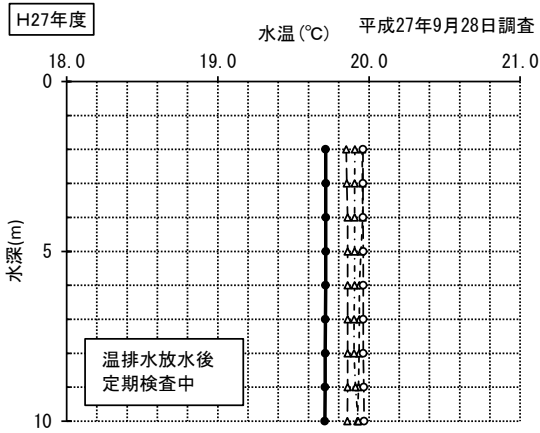 H27年度
水温(℃)
平成27年9月28日調査
18.0 19.0 20.0 21.0
0
5
10
水深(m)
温排水放水後
定期検査中